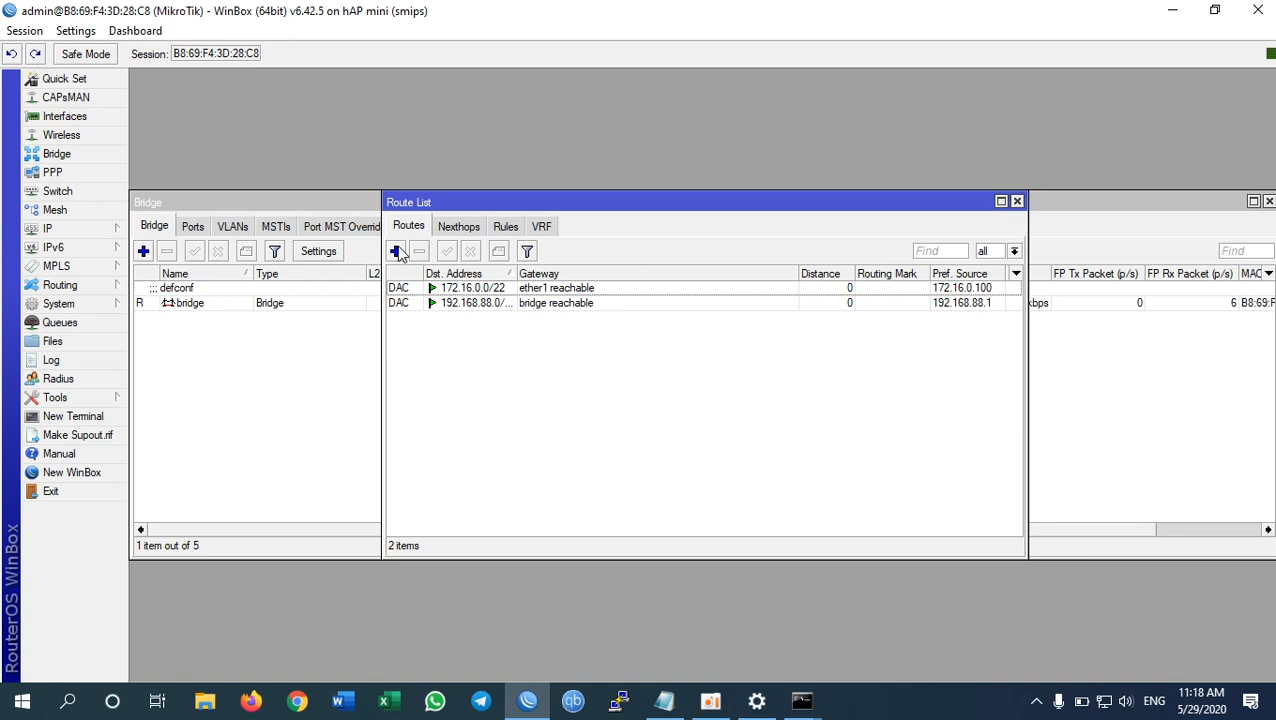 admin@B8:69:F4:3D:28:C8 (MikroTik) - WinBox (64bit) v6.42.5 on hAP mini (smips)
Session Settings Dashboard
Safe Mode Session: B8:69:F4:3D:28:C8
Quick Set
CAPsMAN
Interfaces
Wireless
Bridge
PPP
Switch
Mesh
IP
IPv6
MPLS
Routing
System
Queues
Files
Log
Radius
Tools
New Terminal
Make Supout.rif
Manual
New WinBox
Exit
RouterOS WinBox
Bridge
Bridge Ports VLANs MSTIs Port MST Overrid
Settings
Name Type L2
;;; defconf
R bridge Bridge
1 item out of 5
Route List
Routes Nexthops Rules VRF
Find all
Dst. Address Gateway Distance Routing Mark Pref. Source
DAC 172.16.0.0/22 ether1 reachable 0 172.16.0.100
DAC 192.168.88.0/... bridge reachable 0 192.168.88.1
2 items
Find
FP Tx Packet (p/s) FP Rx Packet (p/s) MAC
kbps 0 6 B8:69:F
ENG
11:18 AM
5/29/2020